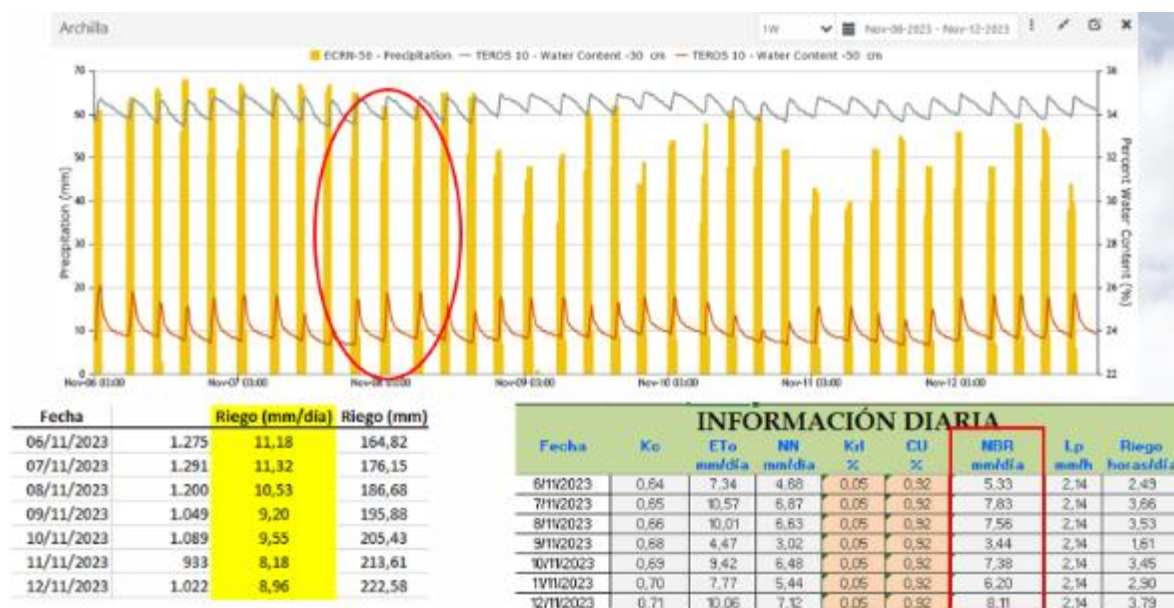 Archilla
1W Nov-06-2023 - Nov-12-2023
ECRN-50 - Precipitation TEROS 10 - Water Content -30 cm TEROS 10 - Water Content -50 cm
70
60
50
40
30
20
10
0
Precipitation (mm)
36
34
32
30
28
26
24
22
Percent Water Content (%)
Nov-06 03:00 Nov-07 03:00 Nov-08 03:00 Nov-09 03:00 Nov-10 03:00 Nov-11 03:00 Nov-12 03:00
Fecha Riego (mm/día) Riego (mm)
06/11/2023 1.275 11,18 164,82
07/11/2023 1.291 11,32 176,15
08/11/2023 1.200 10,53 186,68
09/11/2023 1.049 9,20 195,88
10/11/2023 1.089 9,55 205,43
11/11/2023 933 8,18 213,61
12/11/2023 1.022 8,96 222,58
INFORMACIÓN DIARIA
Fecha Kc ETo NN Krl CU NBR Lp Riego
mm/día mm/día % % mm/día mm/h horas/día
6/11/2023 0,64 7,34 4,68 0,05 0,92 5,33 2,14 2,49
7/11/2023 0,65 10,57 6,87 0,05 0,92 7,83 2,14 3,66
8/11/2023 0,66 10,01 6,63 0,05 0,92 7,56 2,14 3,53
9/11/2023 0,68 4,47 3,02 0,05 0,92 3,44 2,14 1,61
10/11/2023 0,69 9,42 6,48 0,05 0,92 7,38 2,14 3,45
11/11/2023 0,70 7,77 5,44 0,05 0,92 6,20 2,14 2,90
12/11/2023 0,71 10,06 7,12 0,05 0,92 8,11 2,14 3,79